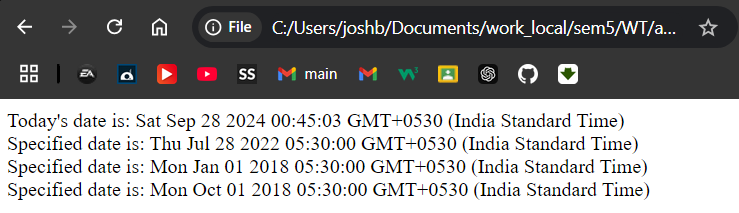 File C:/Users/joshb/Documents/work_local/sem5/WT/a...
EA SS main W3
Today's date is: Sat Sep 28 2024 00:45:03 GMT+0530 (India Standard Time)
Specified date is: Thu Jul 28 2022 05:30:00 GMT+0530 (India Standard Time)
Specified date is: Mon Jan 01 2018 05:30:00 GMT+0530 (India Standard Time)
Specified date is: Mon Oct 01 2018 05:30:00 GMT+0530 (India Standard Time)